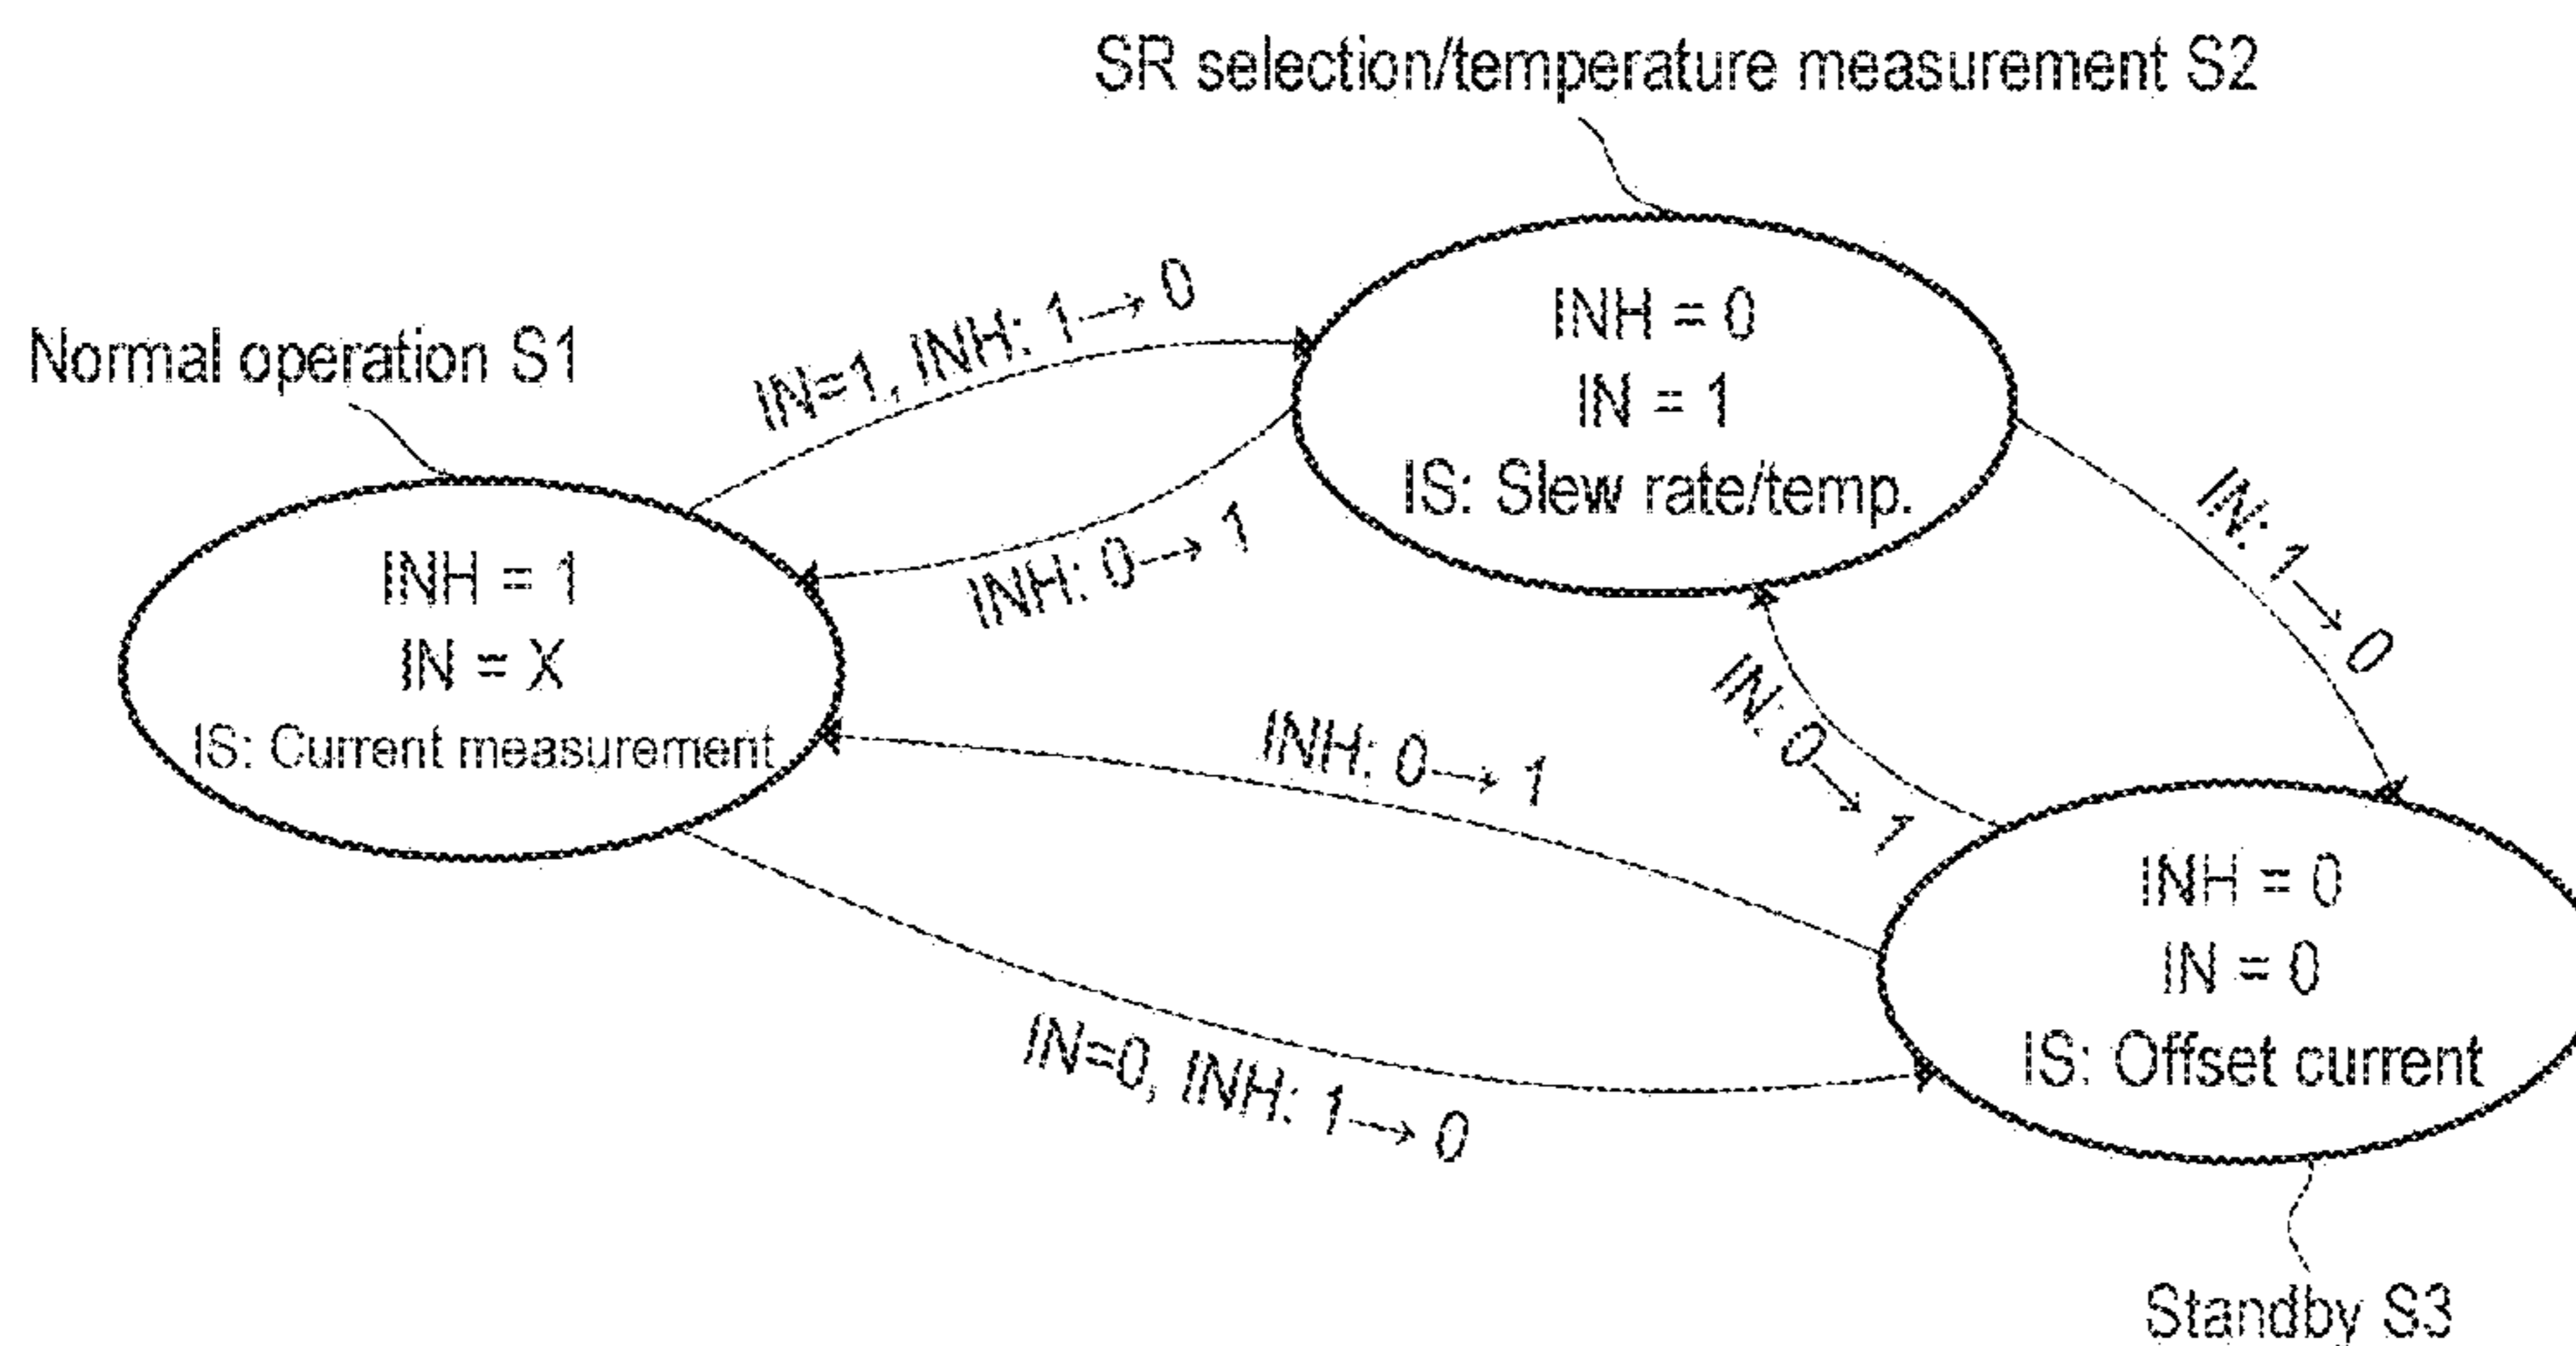 SR selection/temperature measurement S2
Normal operation S1
IN=1, INH: 1→0
INH = 0
IN = 1
IS: Slew rate/temp.
INH: 0→1
IN: 1→0
INH = 1
IN = X
IS: Current measurement
INH: 0→1
IN: 0→1
INH = 0
IN = 0
IS: Offset current
IN=0, INH: 1→0
Standby S3